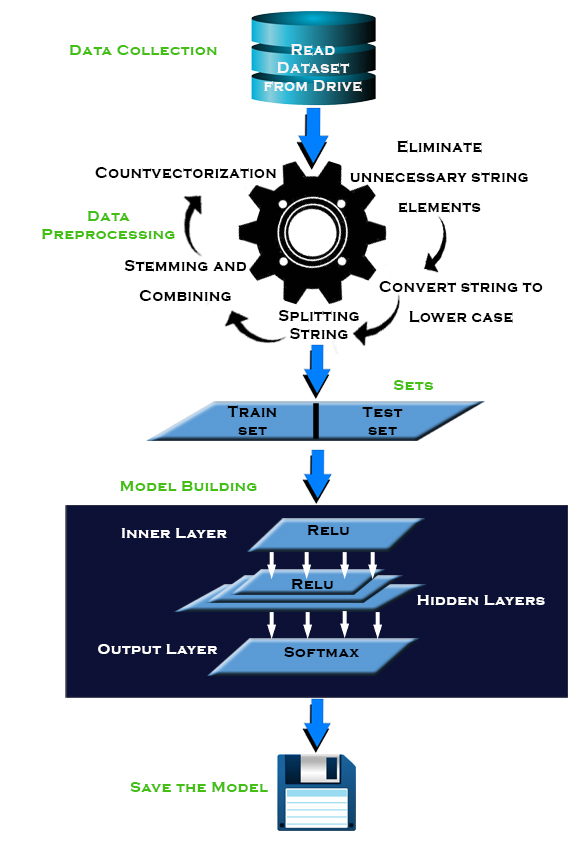 Data Collection
Read
Dataset
from Drive
Eliminate
unnecessary string
elements
Countvectorization
Data
Preprocessing
Stemming and
Combining
Convert string to
Lower case
Splitting
String
Sets
Train
set
Test
set
Model Building
Inner Layer
Relu
Relu
Hidden Layers
Output Layer
Softmax
Save the Model